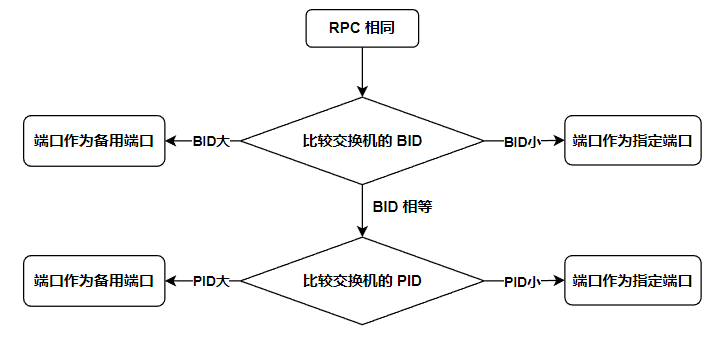 RPC 相同
端口作为备用端口
BID大
比较交换机的 BID
BID小
端口作为指定端口
BID 相等
端口作为备用端口
PID大
比较交换机的 PID
PID小
端口作为指定端口